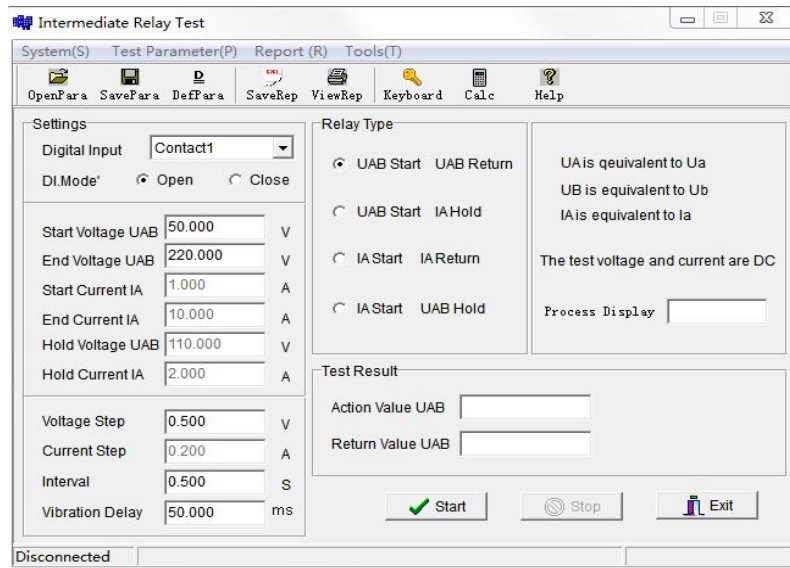 Intermediate Relay Test
System(S) Test Parameter(P) Report (R) Tools(T)
OpenPara SavePara DefPara SaveRep ViewRep Keyboard Calc Help
Settings
Digital Input Contact1
DI.Mode' Open Close
Start Voltage UAB 50.000 V
End Voltage UAB 220.000 V
Start Current IA 1.000 A
End Current IA 10.000 A
Hold Voltage UAB 110.000 V
Hold Current IA 2.000 A
Voltage Step 0.500 V
Current Step 0.200 A
Interval 0.500 S
Vibration Delay 50.000 ms
Relay Type
UAB Start UAB Return
UAB Start IA Hold
IA Start IA Return
IA Start UAB Hold
UA is qeuivalent to Ua
UB is equivalent to Ub
IA is equivalent to Ia
The test voltage and current are DC
Process Display
Test Result
Action Value UAB
Return Value UAB
Start Stop Exit
Disconnected